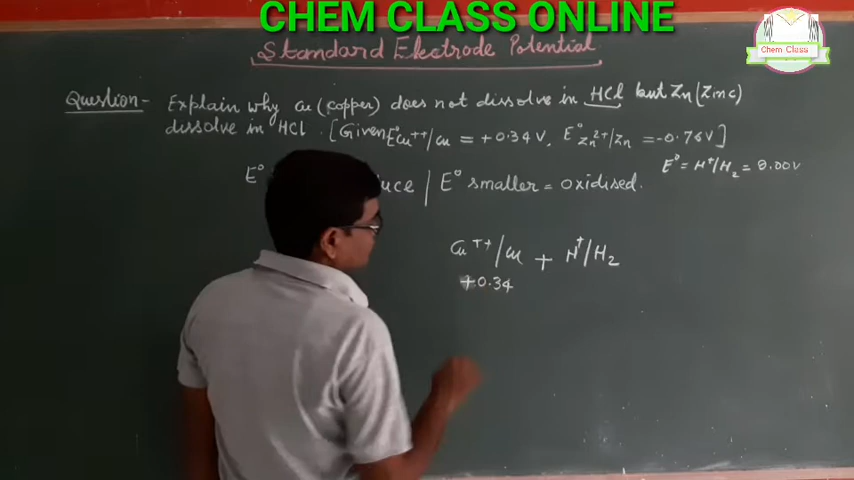 CHEM CLASS ONLINE
Chem Class
Standard Electrode Potential
Question- Explain why Cu (copper) does not dissolve in HCl but Zn (Zinc)
dissolve in HCl. [Given E°Cu++/Cu = +0.34 V, E°Zn2+/Zn = -0.76V]
E° = H+/H2 = 0.00V
E° uce | E° smaller = oxidised.
Cu++/Cu + H+/H2
+0.34